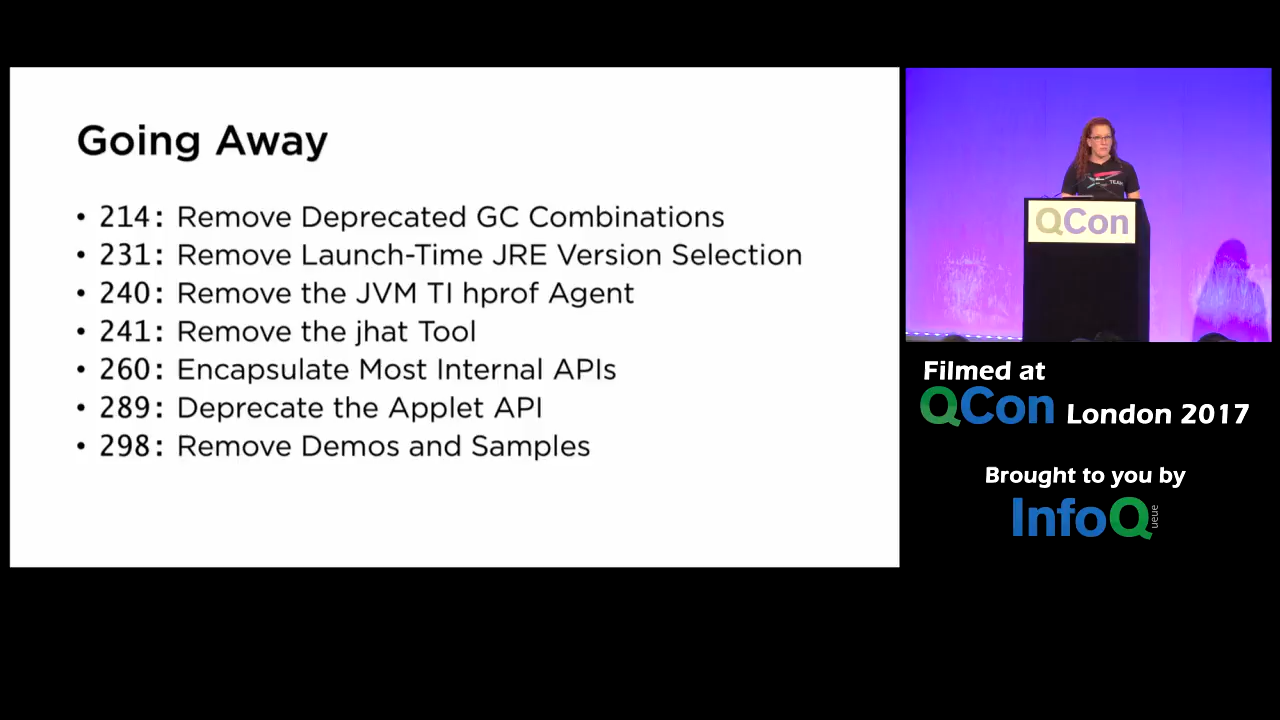 Going Away
• 214: Remove Deprecated GC Combinations
• 231: Remove Launch-Time JRE Version Selection
• 240: Remove the JVM TI hprof Agent
• 241: Remove the jhat Tool
• 260: Encapsulate Most Internal APIs
• 289: Deprecate the Applet API
• 298: Remove Demos and Samples
TEAM
QCon
Filmed at
QCon London 2017
Brought to you by
InfoQ
ueue